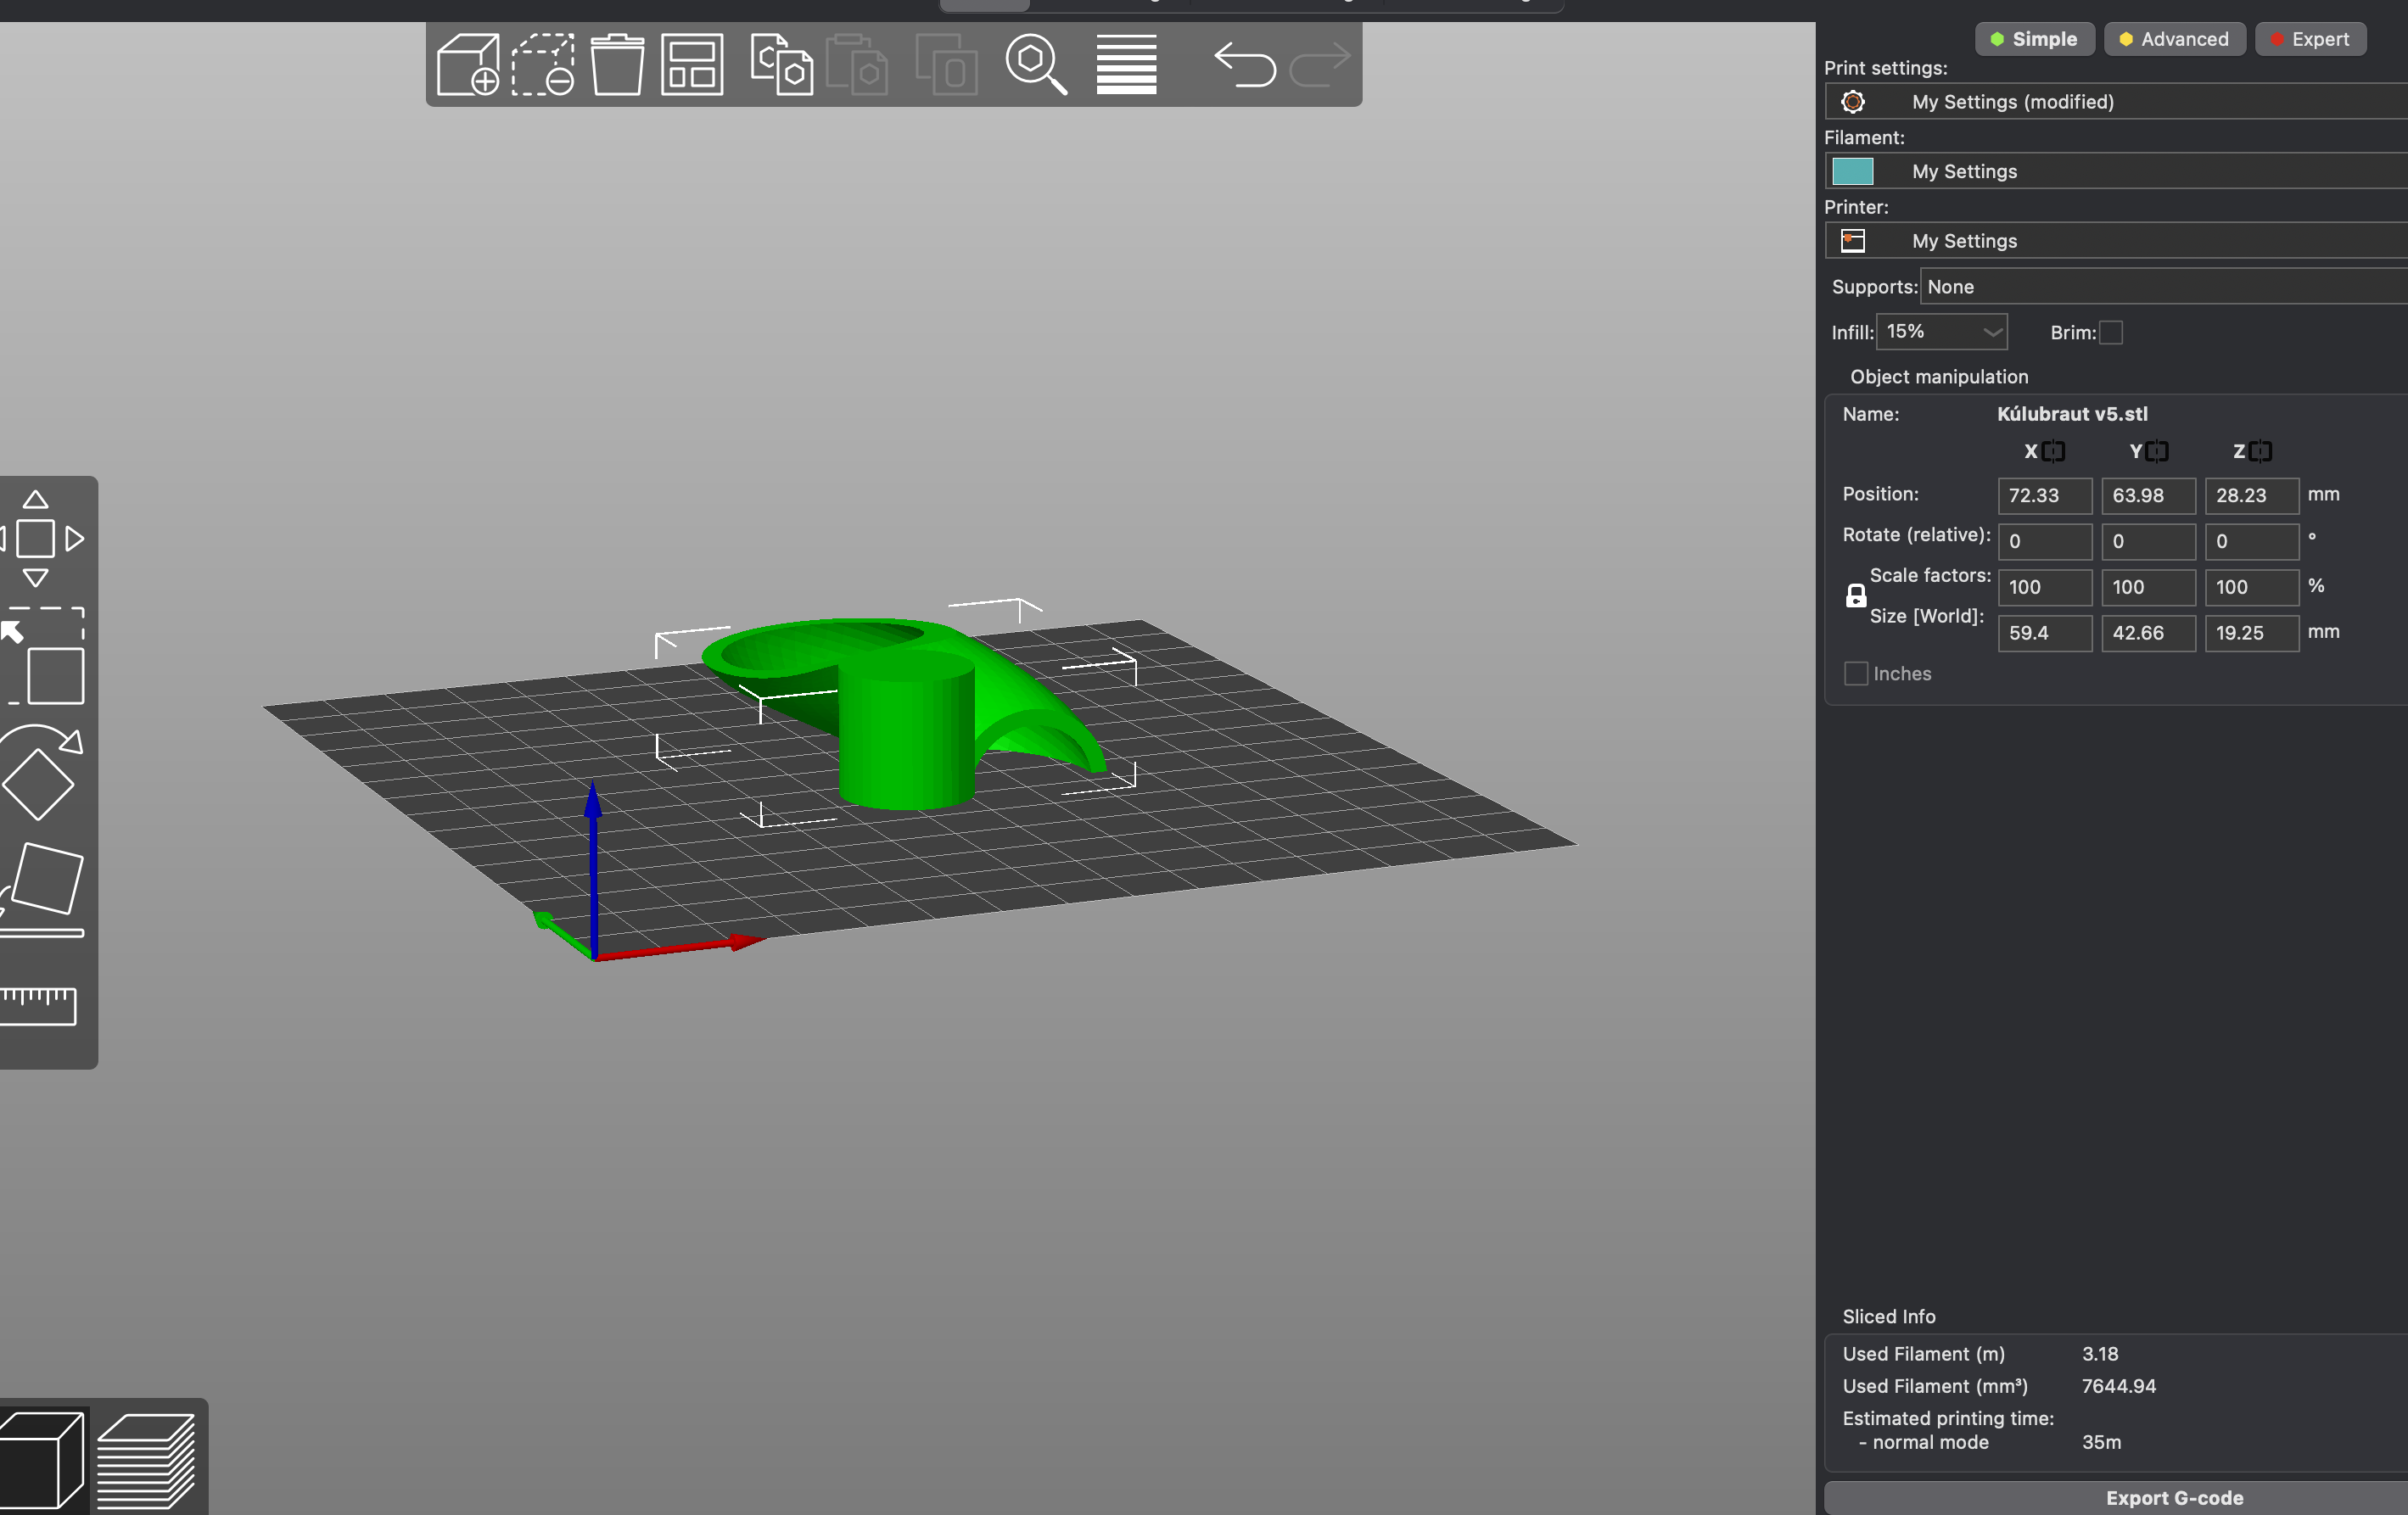 Simple Advanced Expert
Print settings:
My Settings (modified)
Filament:
My Settings
Printer:
My Settings
Supports: None
Infill: 15% Brim:
Object manipulation
Name: Kúlubraut v5.stl
X Y Z
Position: 72.33 63.98 28.23 mm
Rotate (relative): 0 0 0 °
Scale factors: 100 100 100 %
Size [World]: 59.4 42.66 19.25 mm
Inches
Sliced Info
Used Filament (m) 3.18
Used Filament (mm³) 7644.94
Estimated printing time:
- normal mode 35m
Export G-code